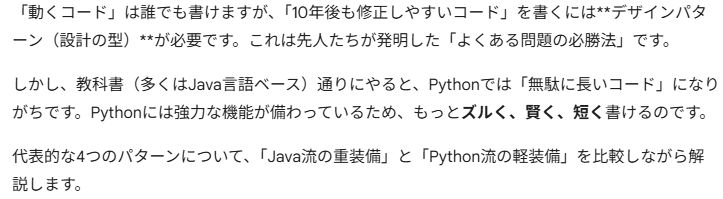 「動くコード」は誰でも書けますが、「10年後も修正しやすいコード」を書くには**デザインパタ
ーン（設計の型）**が必要です。これは先人たちが発明した「よくある問題の必勝法」です。
しかし、教科書（多くはJava言語ベース）通りにやると、Pythonでは「無駄に長いコード」になり
がちです。Pythonには強力な機能が備わっているため、もっとズルく、賢く、短く書けるのです。
代表的な4つのパターンについて、「Java流の重装備」と「Python流の軽装備」を比較しながら解
説します。